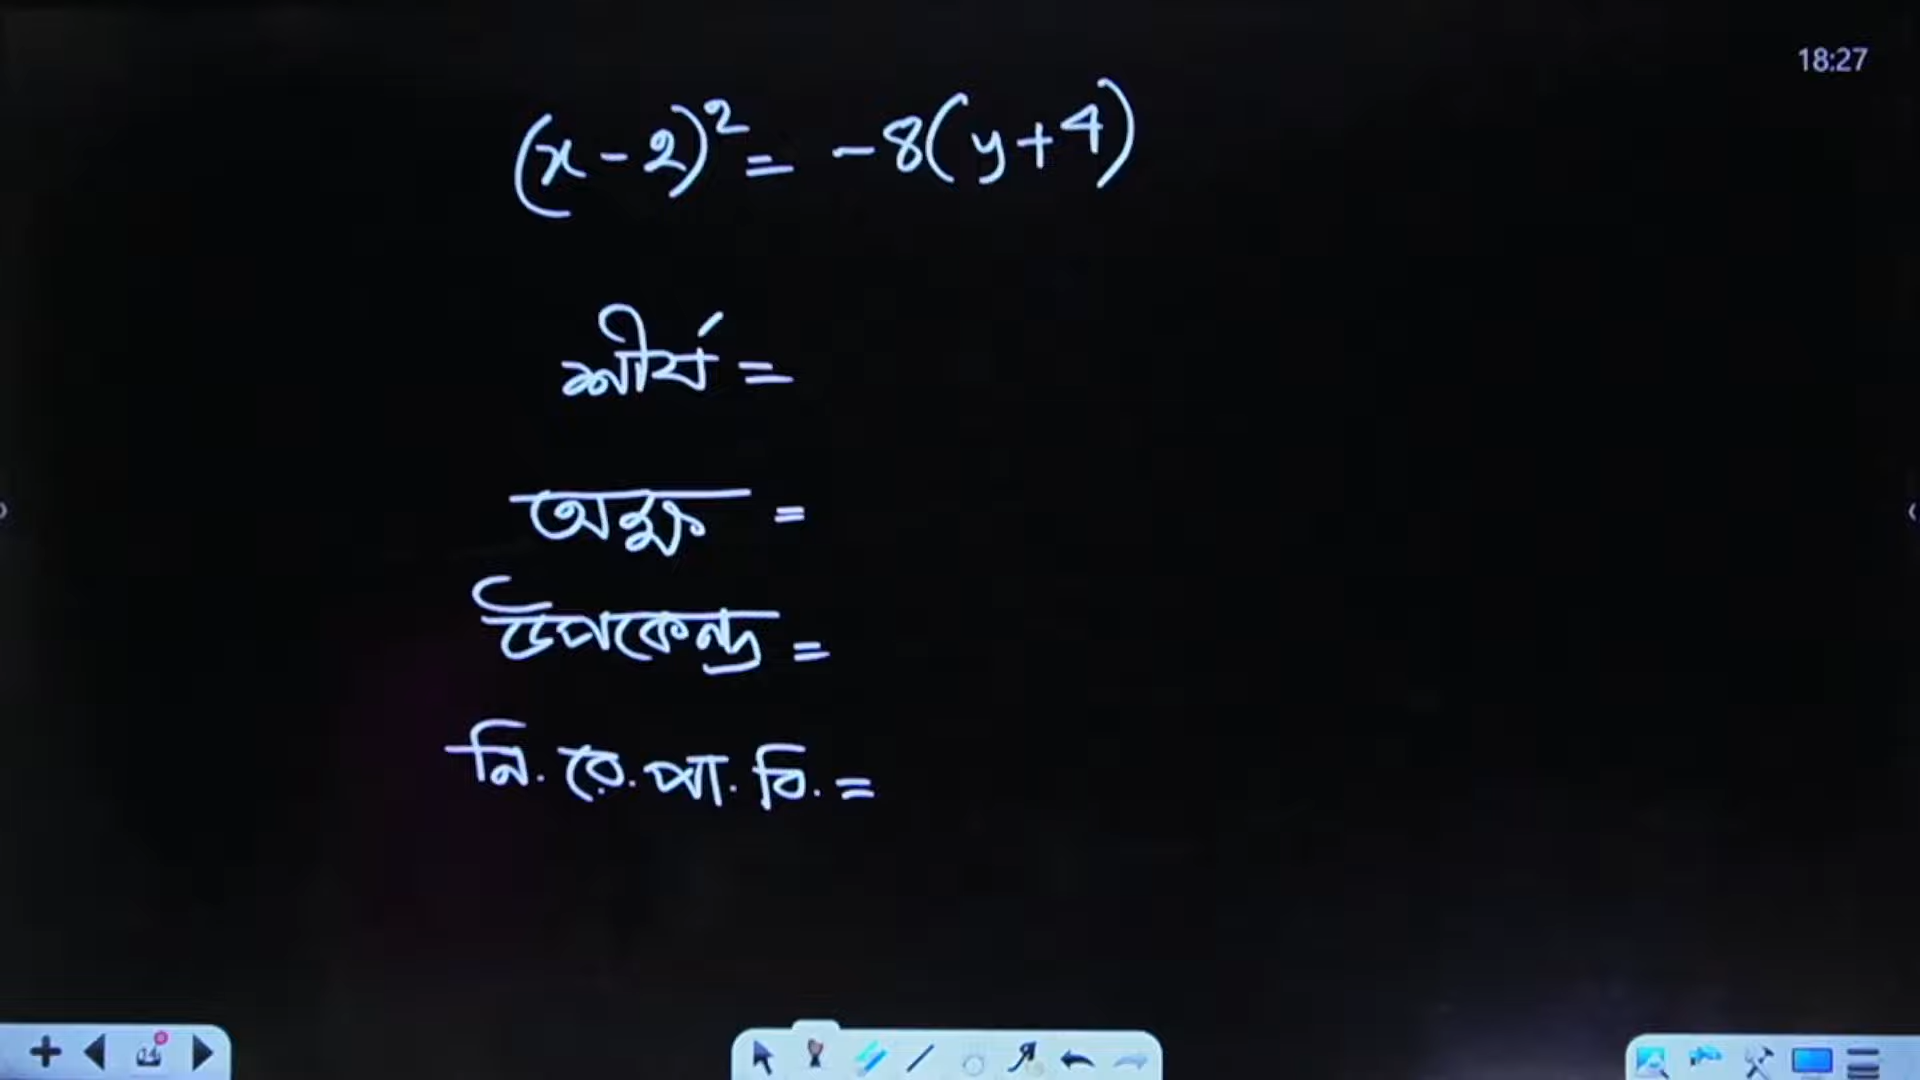 18:27
(x-2)² = -8(y+4)
শীর্ষ =
অক্ষ =
উপকেন্দ্র =
নি. রে. পা. বি. =